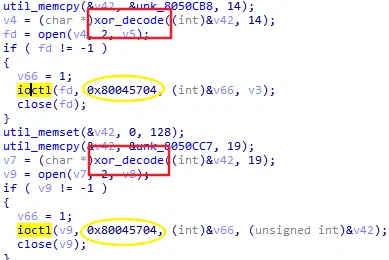 util_memcpy(&v42, &unk_8050CB8, 14);
v4 = (char *)xor_decode((int)&v42, 14);
fd = open(v4, 2, v5);
if ( fd != -1 )
{
v66 = 1;
ioctl(fd, 0x80045704, (int)&v66, v3);
close(fd);
}
util_memset(&v42, 0, 128);
util_memcpy(&v42, &unk_8050CC7, 19);
v7 = (char *)xor_decode((int)&v42, 19);
v9 = open(v7, 2, v8);
if ( v9 != -1 )
{
v66 = 1;
ioctl(v9, 0x80045704, (int)&v66, (unsigned int)&v42);
close(v9);
}